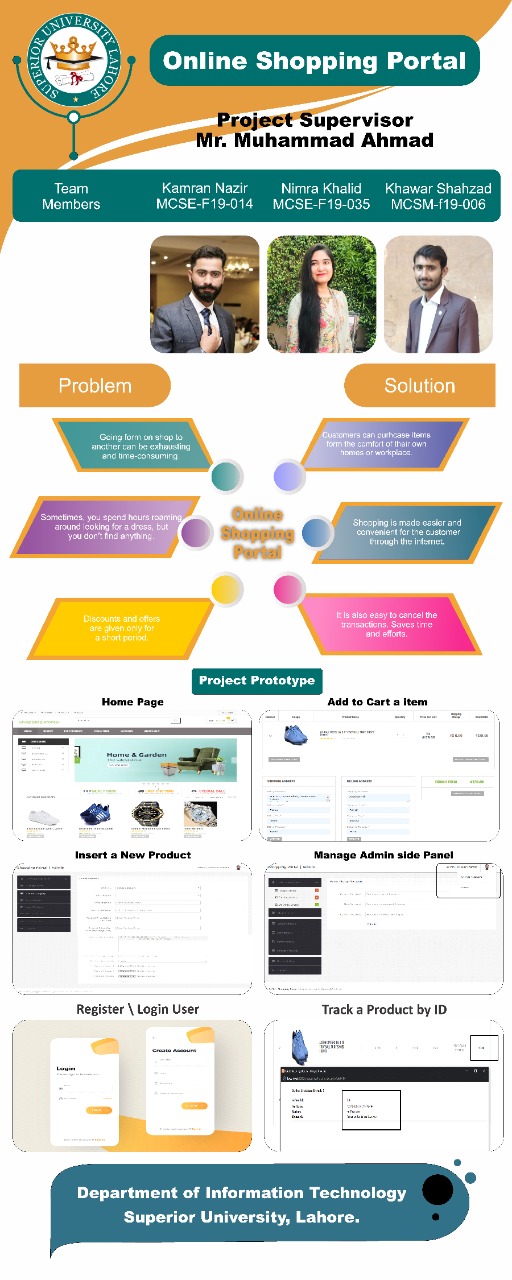 SUPERIOR UNIVERSITY LAHORE
Online Shopping Portal
Project Supervisor
Mr. Muhammad Ahmad
Team
Members
Kamran Nazir
MCSE-F19-014
Nimra Khalid
MCSE-F19-035
Khawar Shahzad
MCSM-f19-006
Problem
Solution
Going form on shop to
another can be exhausting
and time-consuming
Customers can purhcase items
form the comfort of their own
homes or workplace.
Sometimes, you spend hours roaming
around looking for a dress, but
you don't find anything.
Online
Shopping
Portal
Shopping is made easier and
convenient for the customer
through the internet.
Discounts and offers
are given only for
a short period.
It is also easy to cancel the
transactions. Saves time
and efforts.
Project Prototype
Home Page
Add to Cart a item
Home & Garden
Insert a New Product
Manage Admin side Panel
Register \ Login User
Track a Product by ID
Login
Create Account
Department of Information Technology
Superior University, Lahore.